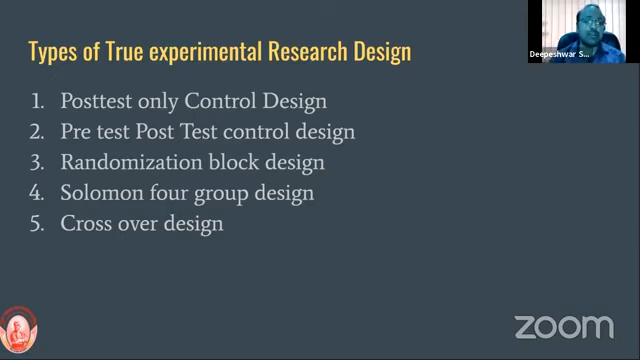 Types of True experimental Research Design
Deepeshwar S...
1. Posttest only Control Design
2. Pre test Post Test control design
3. Randomization block design
4. Solomon four group design
5. Cross over design
zoom